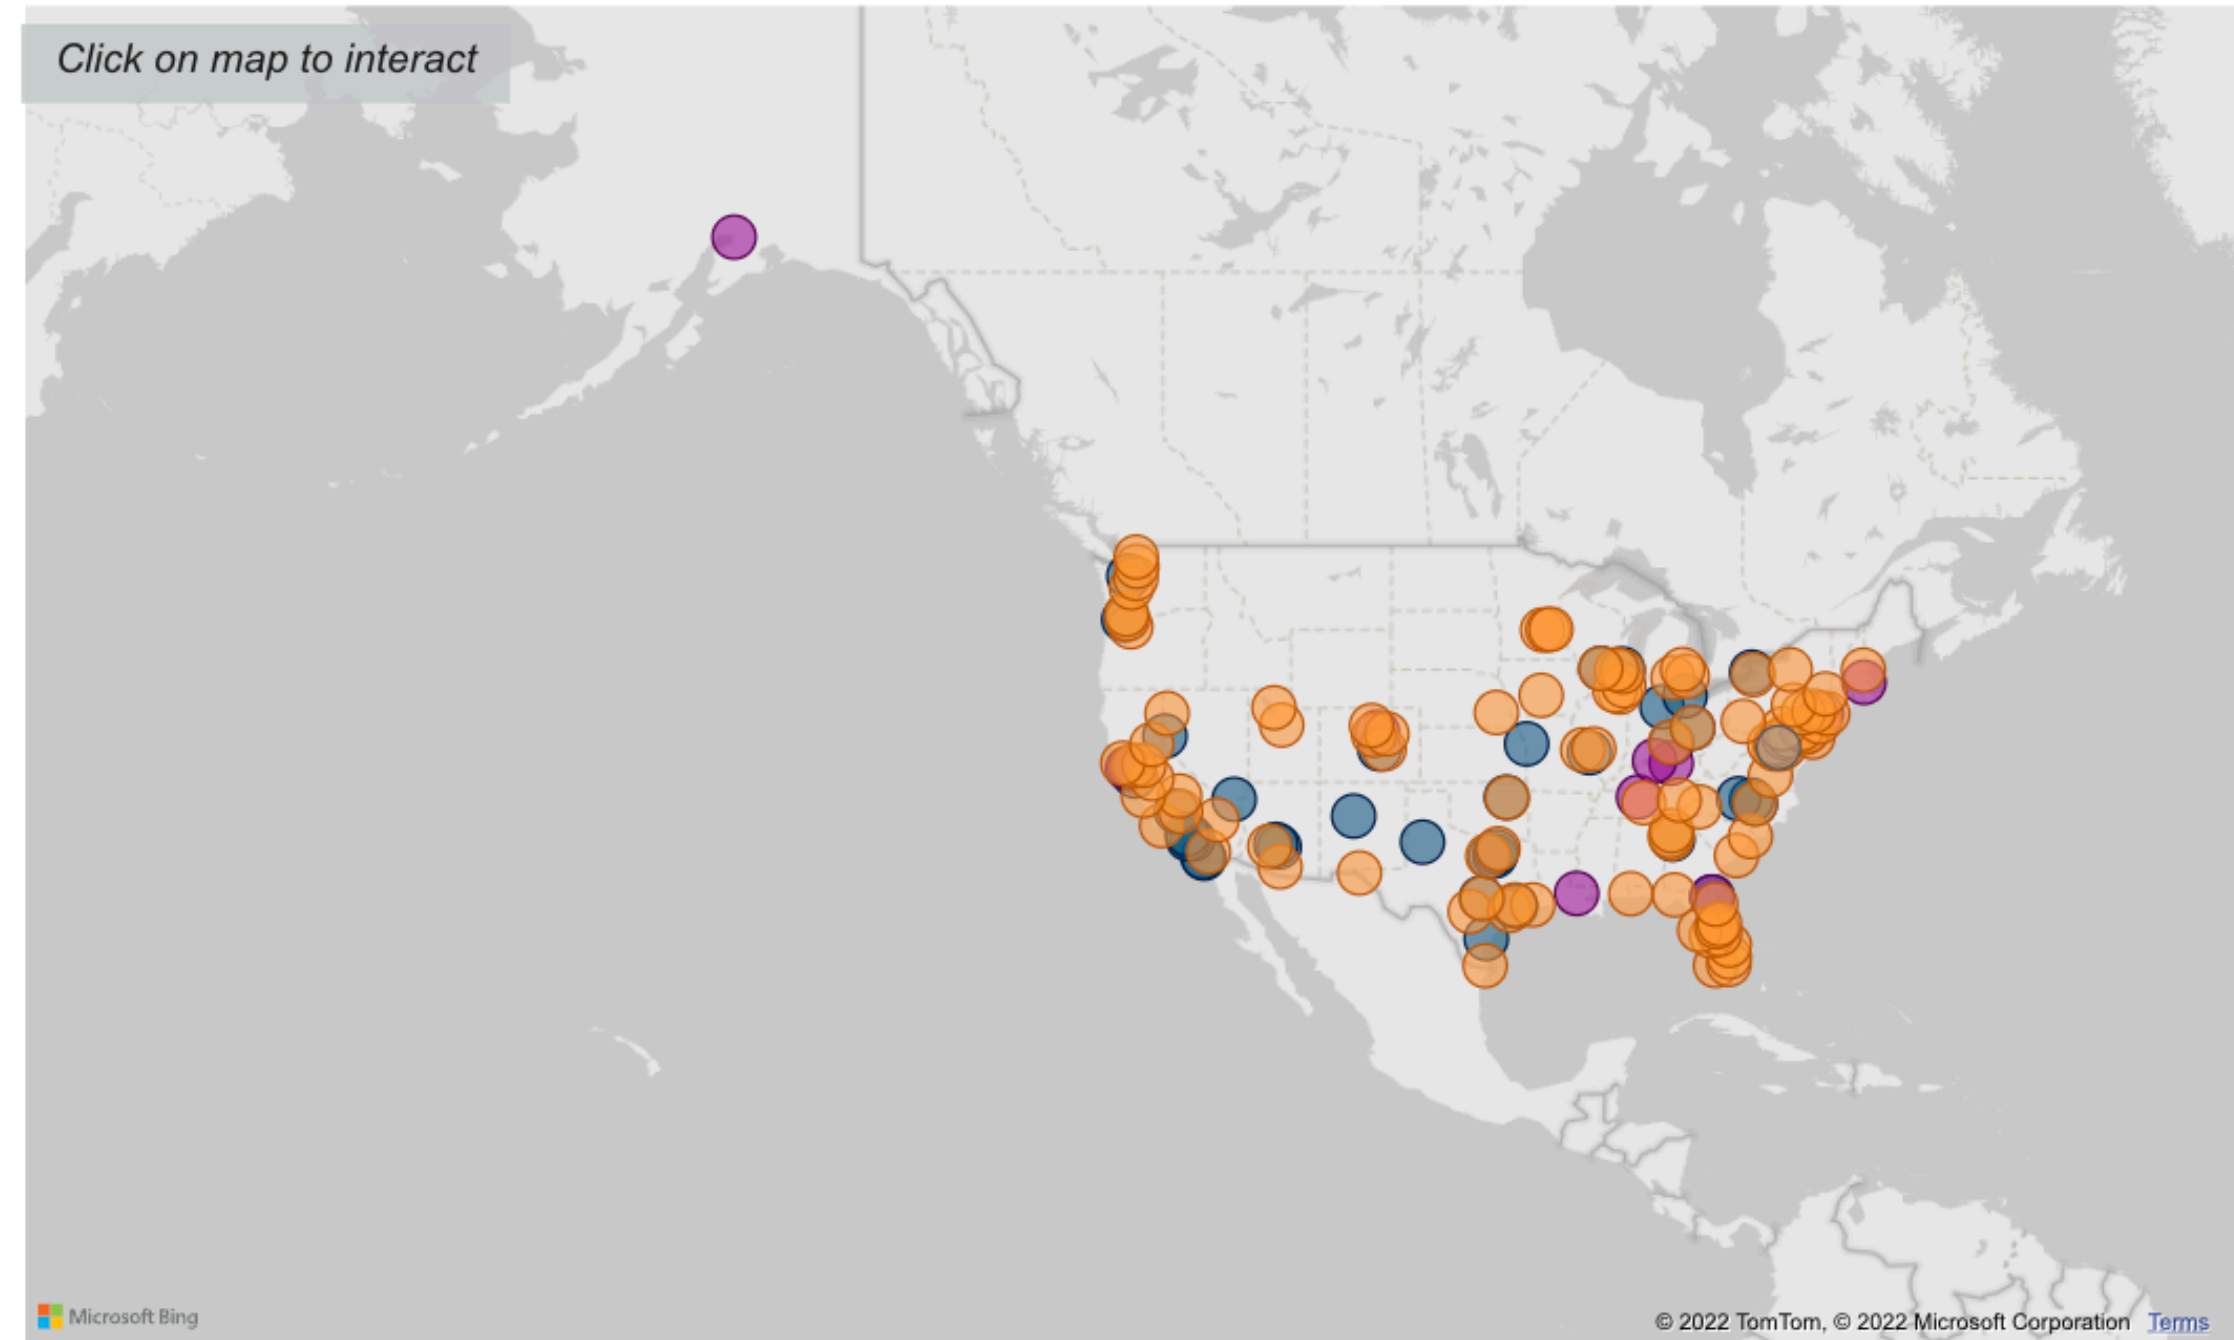 Click on map to interact
Microsoft Bing
© 2022 TomTom, © 2022 Microsoft Corporation Terms